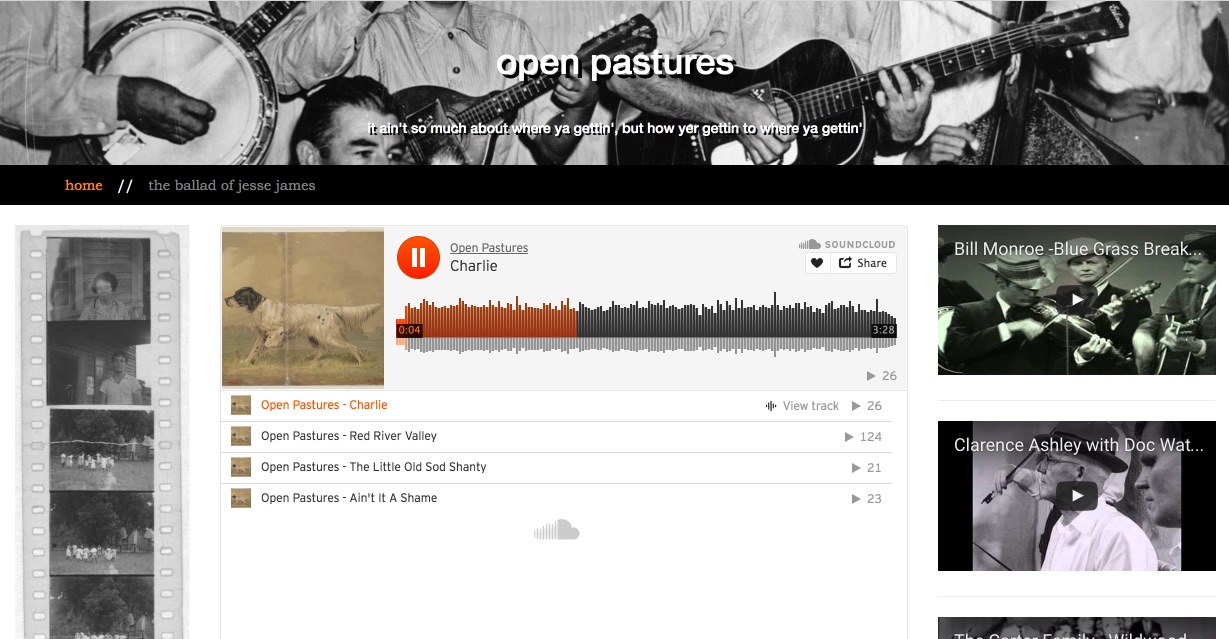 open pastures
it ain't so much about where ya gettin', but how yer gettin to where ya gettin'
home // the ballad of jesse james
Open Pastures
Charlie
SOUNDCLOUD
Share
0:04
3:28
26
Open Pastures - Charlie View track 26
Open Pastures - Red River Valley 124
Open Pastures - The Little Old Sod Shanty 21
Open Pastures - Ain't It A Shame 23
Bill Monroe -Blue Grass Break...
Clarence Ashley with Doc Wat...
The Carter Family - Wildwood